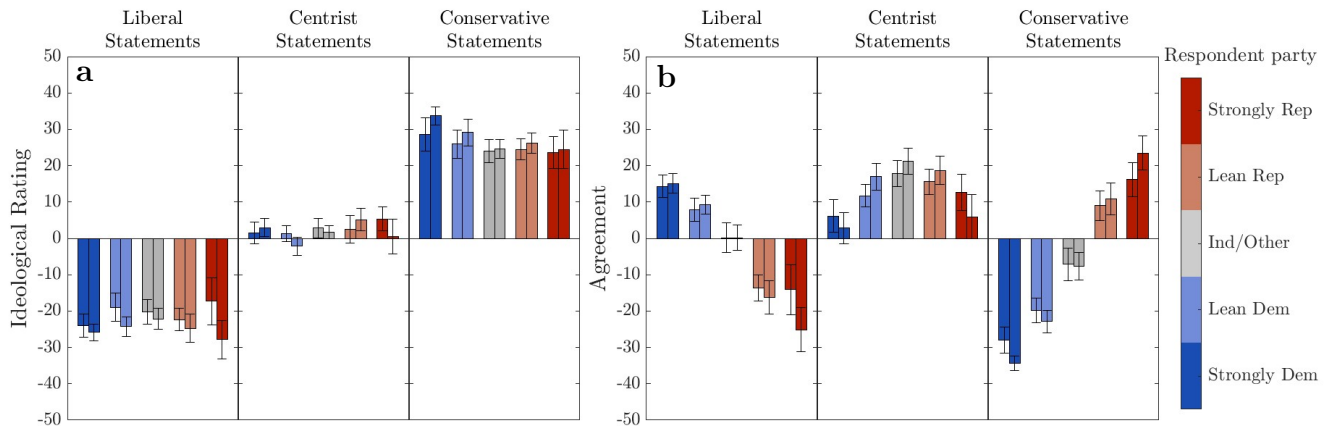 Liberal
Statements
Centrist
Statements
Conservative
Statements
a
Ideological Rating
50
40
30
20
10
0
-10
-20
-30
-40
-50
Liberal
Statements
Centrist
Statements
Conservative
Statements
b
Agreement
50
40
30
20
10
0
-10
-20
-30
-40
-50
Respondent party
Strongly Rep
Lean Rep
Ind/Other
Lean Dem
Strongly Dem